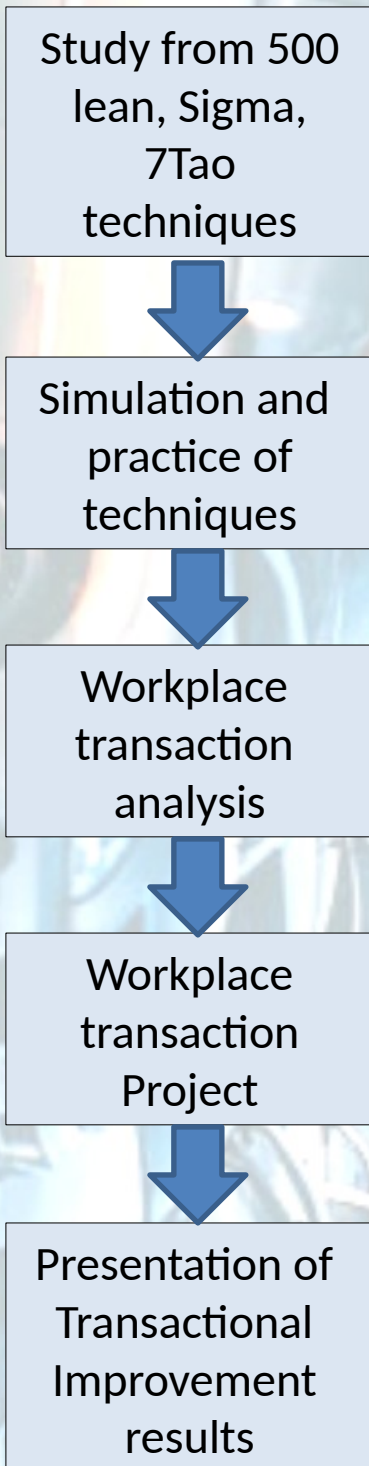 Study from 500
lean, Sigma,
7Tao
techniques
Simulation and
practice of
techniques
Workplace
transaction
analysis
Workplace
transaction
Project
Presentation of
Transactional
Improvement
results